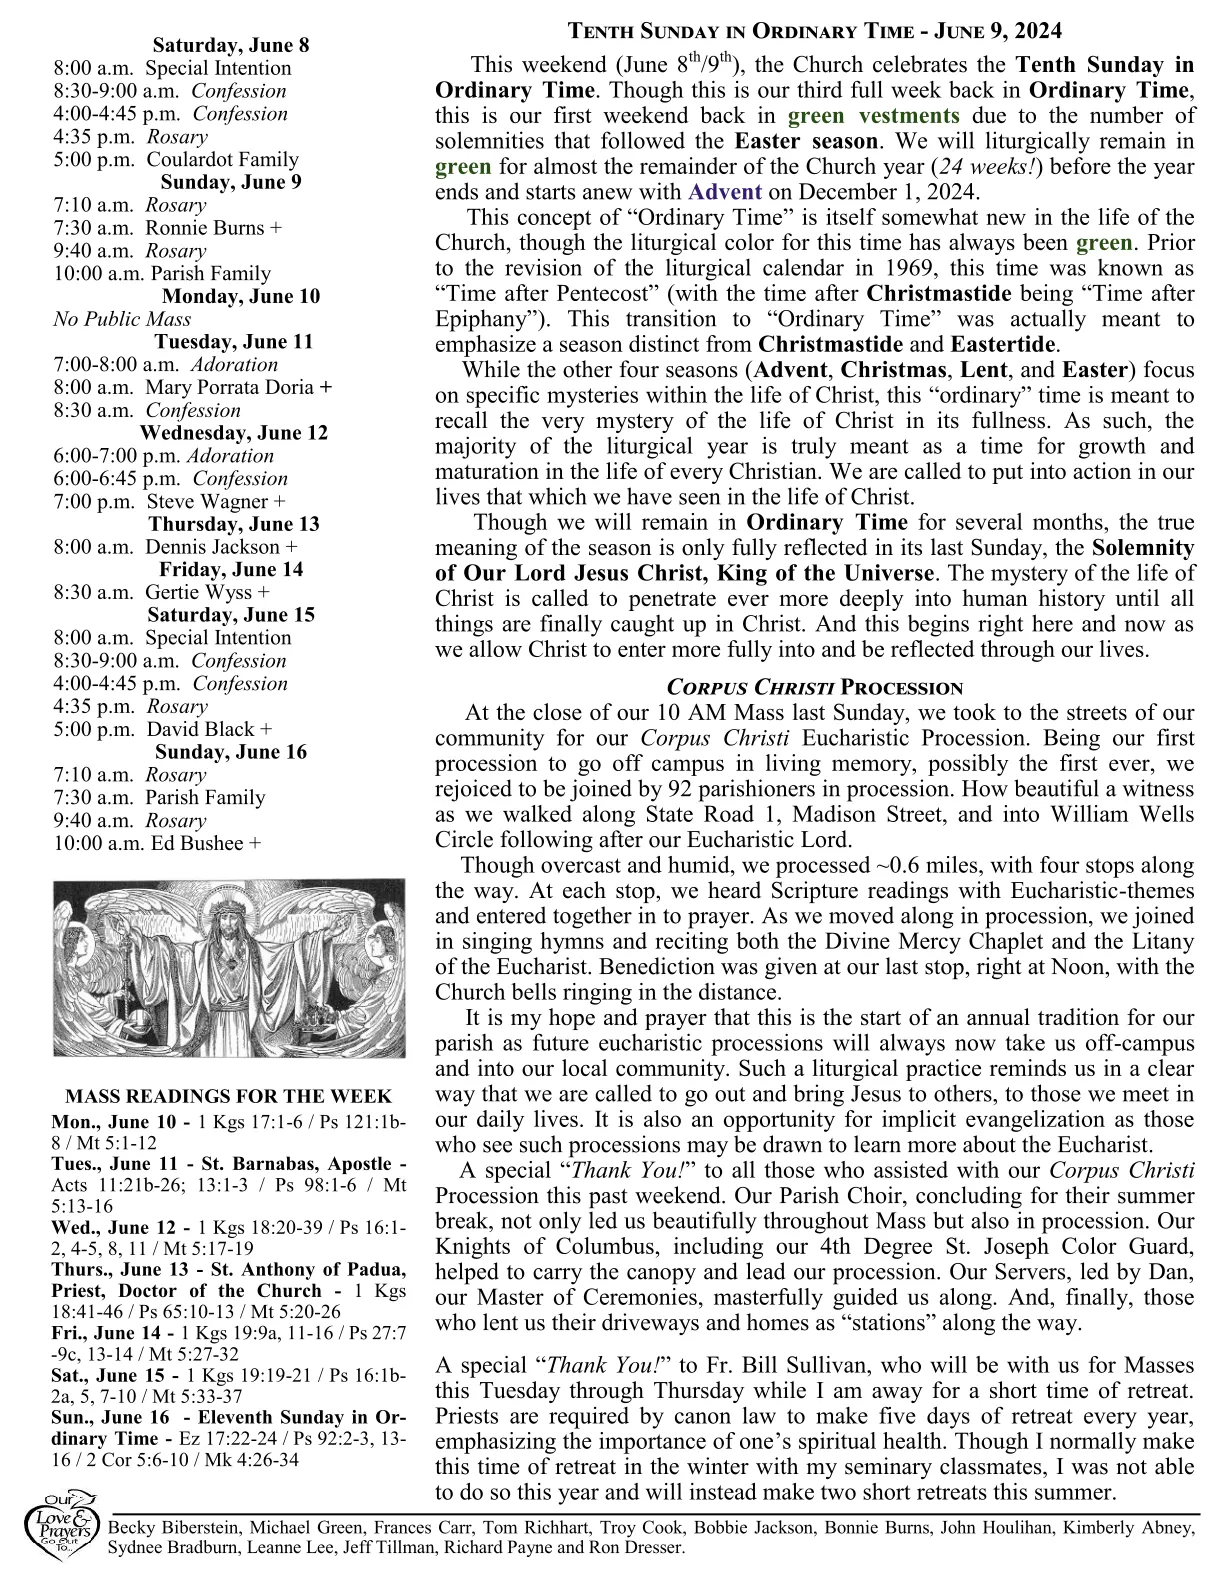 Saturday, June 8
8:00 a.m. Special Intention
8:30-9:00 a.m. Confession
4:00-4:45 p.m. Confession
4:35 p.m. Rosary
5:00 p.m. Coulardot Family
Sunday, June 9
7:10 a.m. Rosary
7:30 a.m. Ronnie Burns +
9:40 a.m. Rosary
10:00 a.m. Parish Family
Monday, June 10
No Public Mass
Tuesday, June 11
7:00-8:00 a.m. Adoration
8:00 a.m. Mary Porrata Doria +
8:30 a.m. Confession
Wednesday, June 12
6:00-7:00 p.m. Adoration
6:00-6:45 p.m. Confession
7:00 p.m. Steve Wagner +
Thursday, June 13
8:00 a.m. Dennis Jackson +
Friday, June 14
8:30 a.m. Gertie Wyss +
Saturday, June 15
8:00 a.m. Special Intention
8:30-9:00 a.m. Confession
4:00-4:45 p.m. Confession
4:35 p.m. Rosary
5:00 p.m. David Black +
Sunday, June 16
7:10 a.m. Rosary
7:30 a.m. Parish Family
9:40 a.m. Rosary
10:00 a.m. Ed Bushee +
MASS READINGS FOR THE WEEK
Mon., June 10 - 1 Kgs 17:1-6 / Ps 121:1b-
8 / Mt 5:1-12
Tues., June 11 - St. Barnabas, Apostle -
Acts 11:21b-26; 13:1-3 / Ps 98:1-6 / Mt
5:13-16
Wed., June 12 - 1 Kgs 18:20-39 / Ps 16:1-
2, 4-5, 8, 11 / Mt 5:17-19
Thurs., June 13 - St. Anthony of Padua,
Priest, Doctor of the Church - 1 Kgs
18:41-46 / Ps 65:10-13 / Mt 5:20-26
Fri., June 14 - 1 Kgs 19:9a, 11-16 / Ps 27:7
-9c, 13-14 / Mt 5:27-32
Sat., June 15 - 1 Kgs 19:19-21 / Ps 16:1b-
2a, 5, 7-10 / Mt 5:33-37
Sun., June 16 - Eleventh Sunday in Or-
dinary Time - Ez 17:22-24 / Ps 92:2-3, 13-
16 / 2 Cor 5:6-10 / Mk 4:26-34
TENTH SUNDAY IN ORDINARY TIME - JUNE 9, 2024
This weekend (June 8th/9th), the Church celebrates the Tenth Sunday in
Ordinary Time. Though this is our third full week back in Ordinary Time,
this is our first weekend back in green vestments due to the number of
solemnities that followed the Easter season. We will liturgically remain in
green for almost the remainder of the Church year (24 weeks!) before the year
ends and starts anew with Advent on December 1, 2024.
This concept of “Ordinary Time” is itself somewhat new in the life of the
Church, though the liturgical color for this time has always been green. Prior
to the revision of the liturgical calendar in 1969, this time was known as
“Time after Pentecost” (with the time after Christmastide being “Time after
Epiphany”). This transition to “Ordinary Time” was actually meant to
emphasize a season distinct from Christmastide and Eastertide.
While the other four seasons (Advent, Christmas, Lent, and Easter) focus
on specific mysteries within the life of Christ, this “ordinary” time is meant to
recall the very mystery of the life of Christ in its fullness. As such, the
majority of the liturgical year is truly meant as a time for growth and
maturation in the life of every Christian. We are called to put into action in our
lives that which we have seen in the life of Christ.
Though we will remain in Ordinary Time for several months, the true
meaning of the season is only fully reflected in its last Sunday, the Solemnity
of Our Lord Jesus Christ, King of the Universe. The mystery of the life of
Christ is called to penetrate ever more deeply into human history until all
things are finally caught up in Christ. And this begins right here and now as
we allow Christ to enter more fully into and be reflected through our lives.
CORPUS CHRISTI PROCESSION
At the close of our 10 AM Mass last Sunday, we took to the streets of our
community for our Corpus Christi Eucharistic Procession. Being our first
procession to go off campus in living memory, possibly the first ever, we
rejoiced to be joined by 92 parishioners in procession. How beautiful a witness
as we walked along State Road 1, Madison Street, and into William Wells
Circle following after our Eucharistic Lord.
Though overcast and humid, we processed ~0.6 miles, with four stops along
the way. At each stop, we heard Scripture readings with Eucharistic-themes
and entered together in to prayer. As we moved along in procession, we joined
in singing hymns and reciting both the Divine Mercy Chaplet and the Litany
of the Eucharist. Benediction was given at our last stop, right at Noon, with the
Church bells ringing in the distance.
It is my hope and prayer that this is the start of an annual tradition for our
parish as future eucharistic processions will always now take us off-campus
and into our local community. Such a liturgical practice reminds us in a clear
way that we are called to go out and bring Jesus to others, to those we meet in
our daily lives. It is also an opportunity for implicit evangelization as those
who see such processions may be drawn to learn more about the Eucharist.
A special “Thank You!” to all those who assisted with our Corpus Christi
Procession this past weekend. Our Parish Choir, concluding for their summer
break, not only led us beautifully throughout Mass but also in procession. Our
Knights of Columbus, including our 4th Degree St. Joseph Color Guard,
helped to carry the canopy and lead our procession. Our Servers, led by Dan,
our Master of Ceremonies, masterfully guided us along. And, finally, those
who lent us their driveways and homes as “stations” along the way.
A special “Thank You!” to Fr. Bill Sullivan, who will be with us for Masses
this Tuesday through Thursday while I am away for a short time of retreat.
Priests are required by canon law to make five days of retreat every year,
emphasizing the importance of one’s spiritual health. Though I normally make
this time of retreat in the winter with my seminary classmates, I was not able
to do so this year and will instead make two short retreats this summer.
Our
Love &
Prayers
Go Out
To...
Becky Biberstein, Michael Green, Frances Carr, Tom Richhart, Troy Cook, Bobbie Jackson, Bonnie Burns, John Houlihan, Kimberly Abney,
Sydnee Bradburn, Leanne Lee, Jeff Tillman, Richard Payne and Ron Dresser.